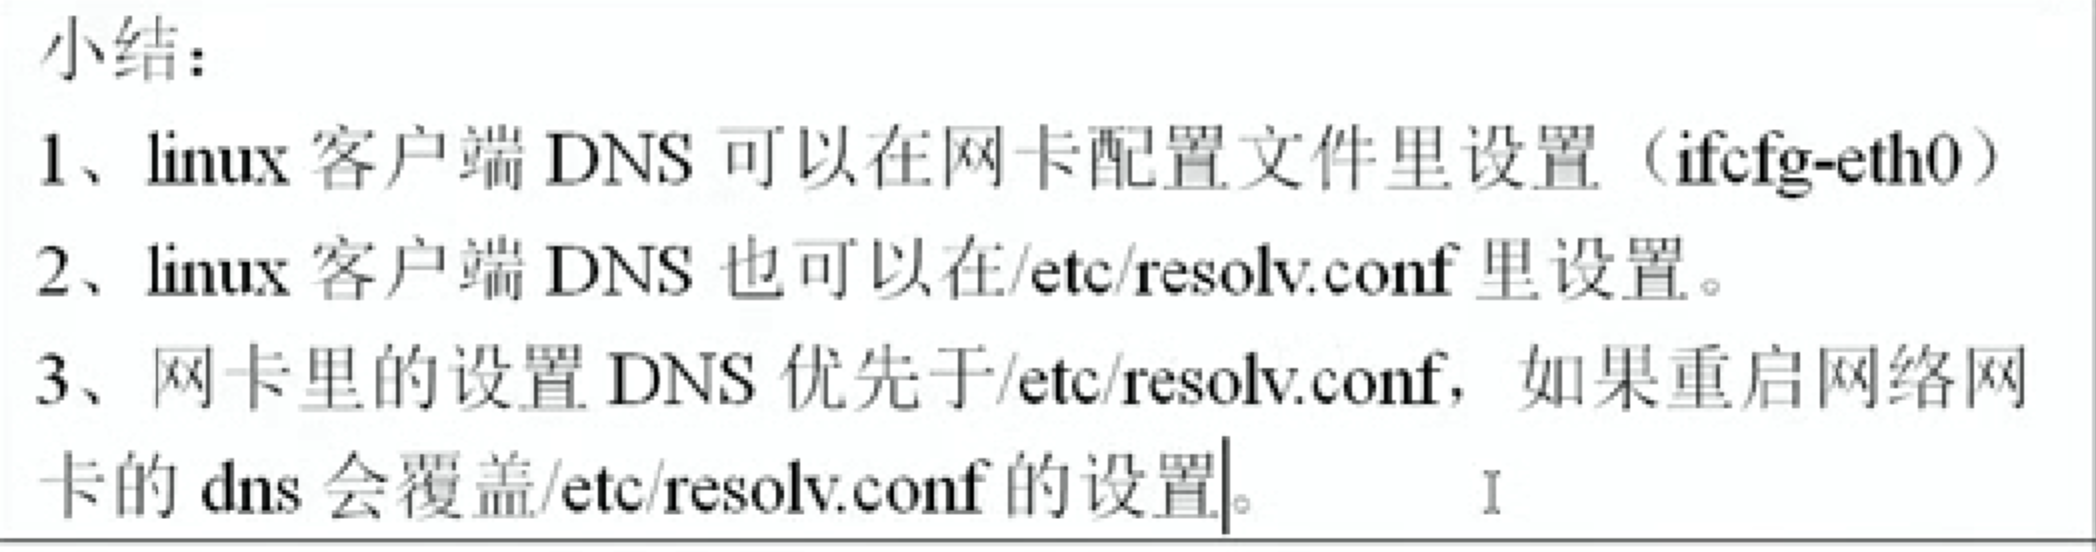 小结：
1、linux 客户端 DNS 可以在网卡配置文件里设置（ifcfg-eth0）
2、linux 客户端 DNS 也可以在/etc/resolv.conf 里设置。
3、网卡里的设置 DNS 优先于/etc/resolv.conf，如果重启网络网
卡的 dns 会覆盖/etc/resolv.conf 的设置。